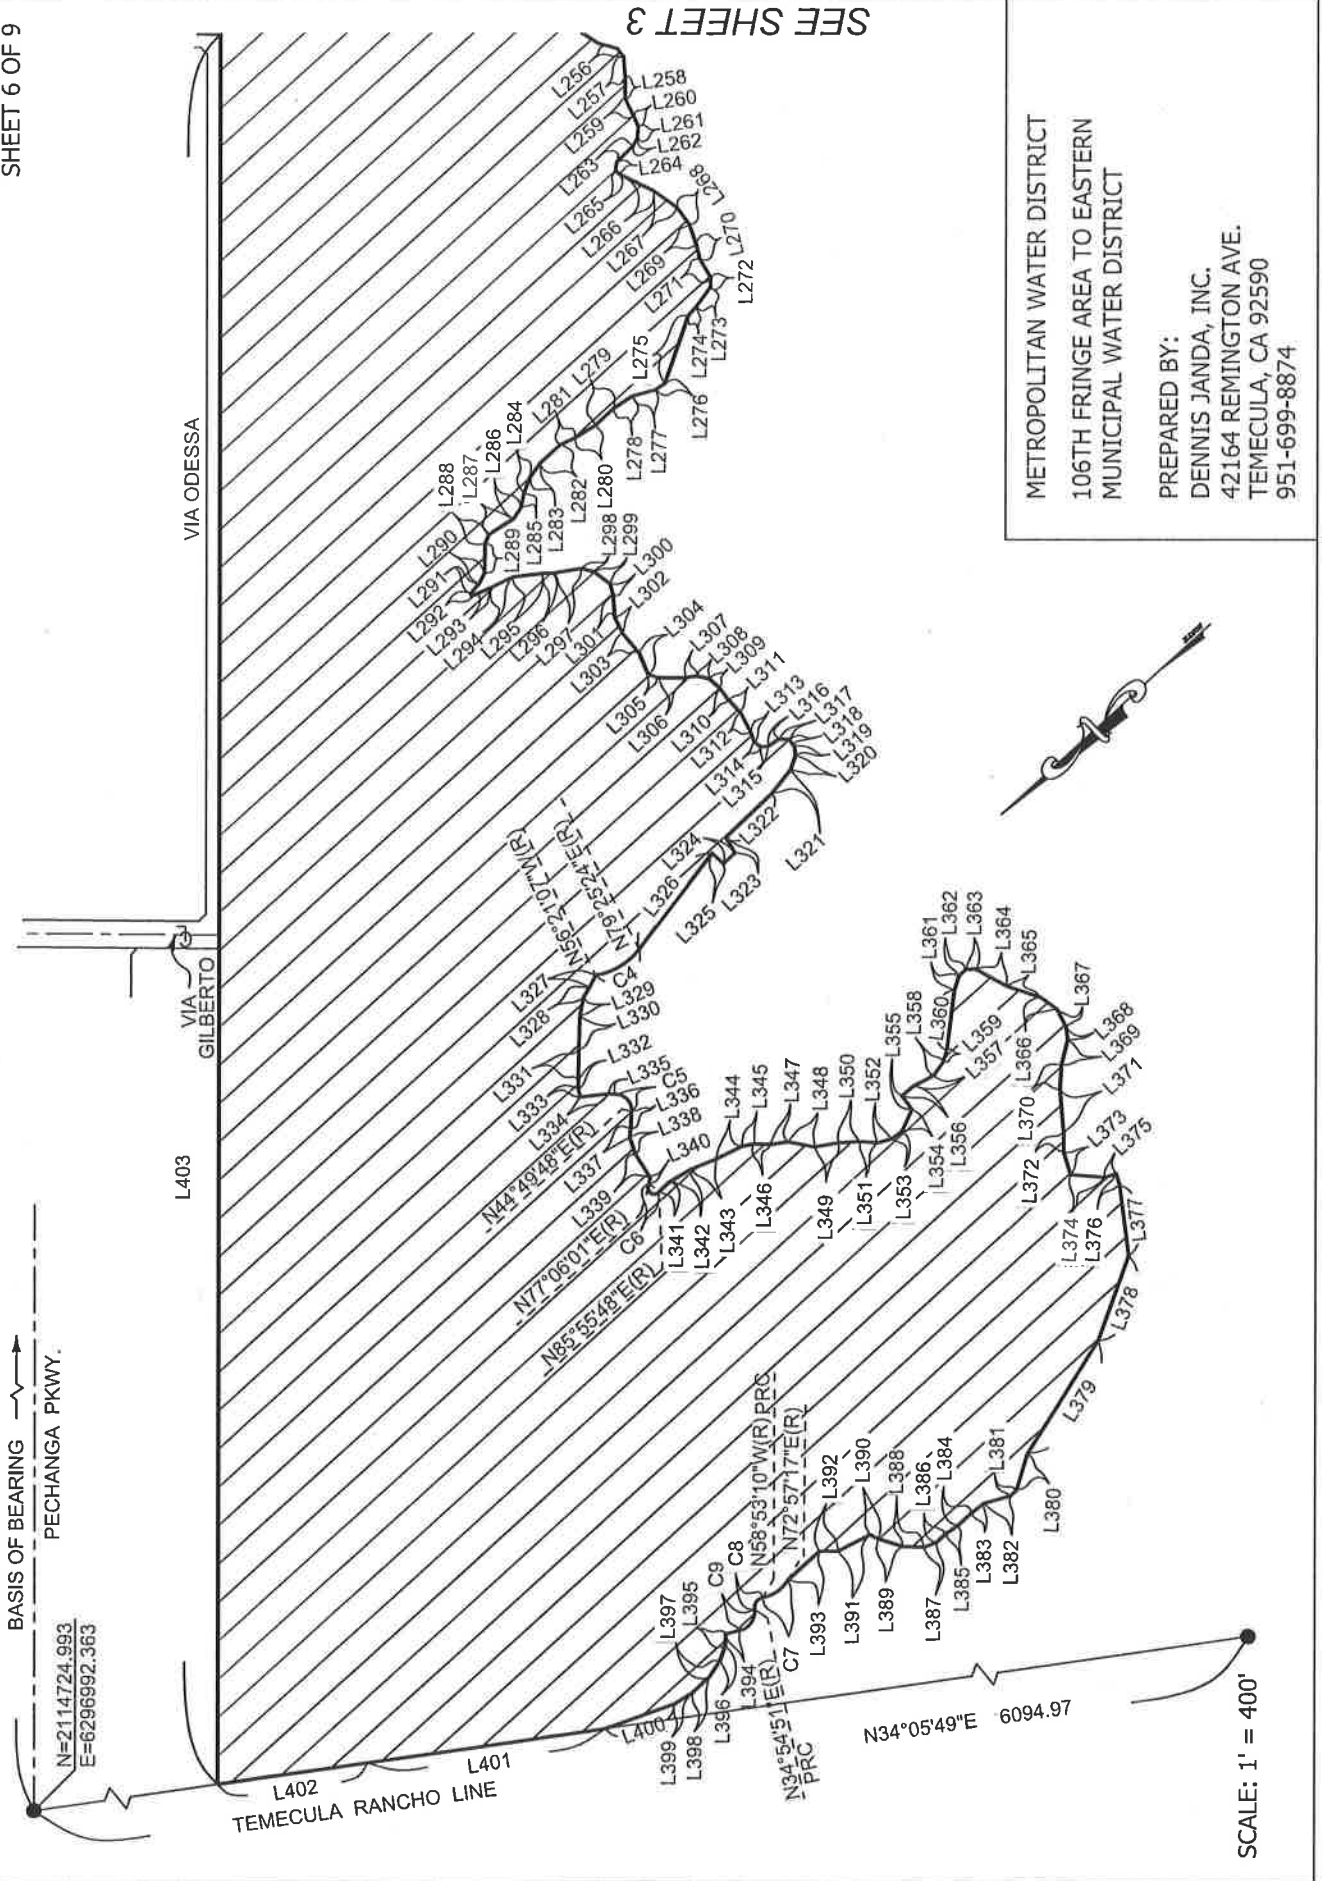 SHEET 6 OF 9
SEE SHEET 3
BASIS OF BEARING
PECHANGA PKWY.
N=2114724.993
E=6296992.363
VIA ODESSA
VIA
GILBERTO
L403
L402
L401
TEMECULA RANCHO LINE
L400
N34°05'49"E 6094.97
L256
L257
L258
L259
L260
L261
L262
L263
L264
L265
L266
L267
L268
L269
L270
L271
L272
L273
L274
L275
L276
L277
L278
L279
L280
L281
L282
L283
L284
L285
L286
L287
L288
L289
L290
L291
L292
L293
L294
L295
L296
L297
L298
L299
L300
L301
L302
L303
L304
L305
L306
L307
L308
L309
L310
L311
L312
L313
L314
L315
L316
L317
L318
L319
L320
L321
L322
L323
L324
L325
L326
N56°21'07"W(R)
N79°25'24"E(R)
C4
L327
L328
L329
L330
L331
L332
L333
L334
L335
C5
L336
N44°49'48"E(R)
L337
L338
L339
L340
N77°06'01"E(R)
C6
N85°55'48"E(R)
L341
L342
L343
L344
L345
L346
L347
L348
L349
L350
L351
L352
L353
L354
L355
L356
L357
L358
L359
L360
L361
L362
L363
L364
L365
L366
L367
L368
L369
L370
L371
L372
L373
L374
L375
L376
L377
L378
L379
L380
L381
L382
L383
L384
L385
L386
L387
L388
L389
L390
L391
L392
L393
N72°57'17"E(R)
C7
N58°53'10"W(R) PRC
C8
C9
N34°54'51"E(R)
PRC
L394
L395
L396
L397
L398
L399
SCALE: 1' = 400'
METROPOLITAN WATER DISTRICT
106TH FRINGE AREA TO EASTERN
MUNICIPAL WATER DISTRICT
PREPARED BY:
DENNIS JANDA, INC.
42164 REMINGTON AVE.
TEMECULA, CA 92590
951-699-8874